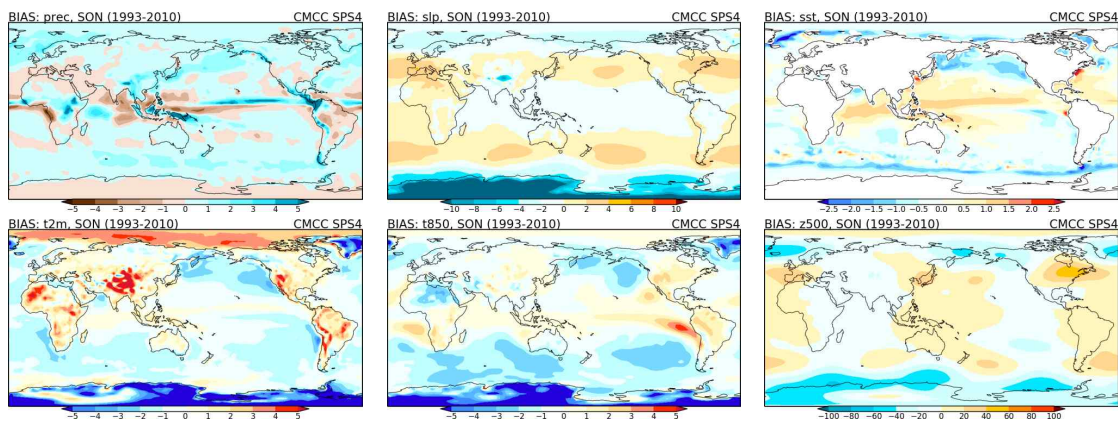 BIAS: prec, SON (1993-2010) CMCC SPS4
BIAS: slp, SON (1993-2010) CMCC SPS4
BIAS: sst, SON (1993-2010) CMCC SPS4
−5 −4 −3 −2 −1 0 1 2 3 4 5
−10 −8 −6 −4 −2 0 2 4 6 8 10
−2.5 −2.0 −1.5 −1.0 −0.5 0.0 0.5 1.0 1.5 2.0 2.5
BIAS: t2m, SON (1993-2010) CMCC SPS4
BIAS: t850, SON (1993-2010) CMCC SPS4
BIAS: z500, SON (1993-2010) CMCC SPS4
−5 −4 −3 −2 −1 0 1 2 3 4 5
−5 −4 −3 −2 −1 0 1 2 3 4 5
−100 −80 −60 −40 −20 0 20 40 60 80 100